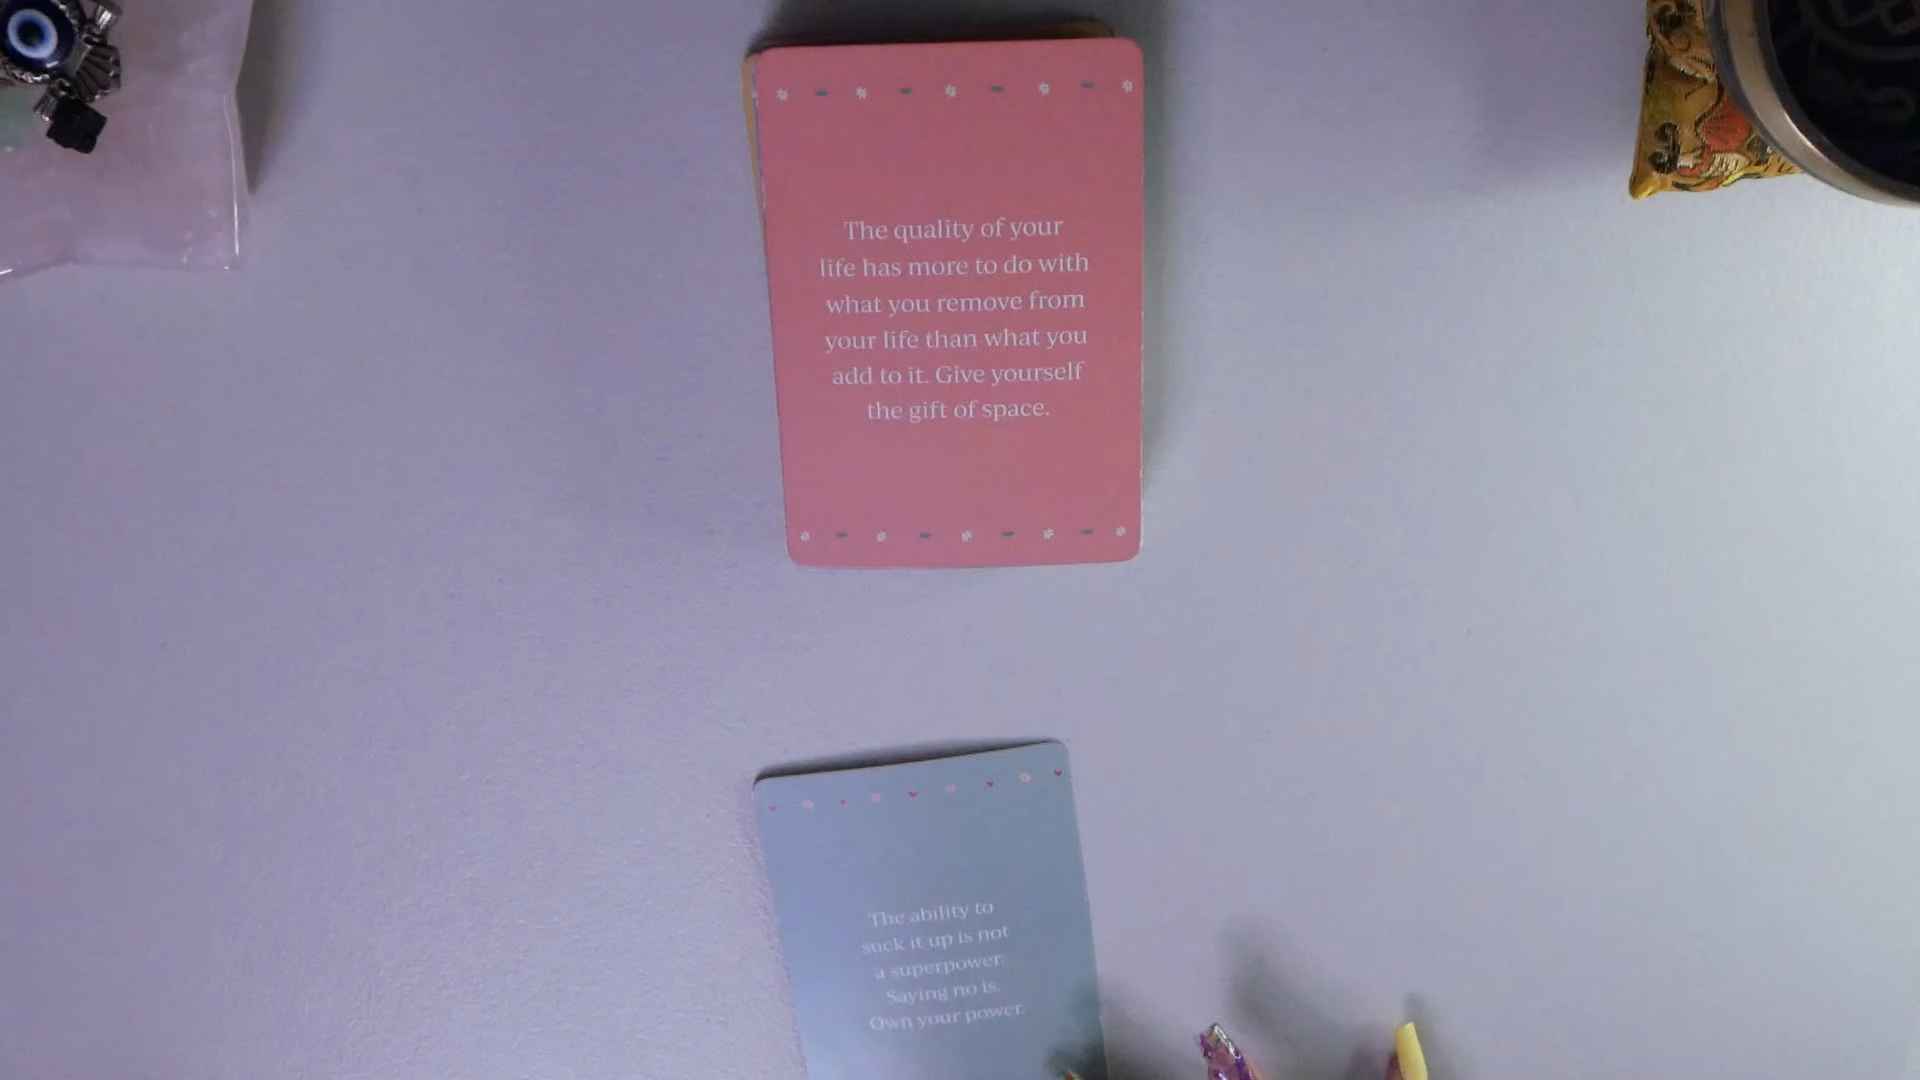 The quality of your
life has more to do with
what you remove from
your life than what you
add to it. Give yourself
the gift of space.
The ability to
suck it up is not
a superpower.
Saying no is.
Own your power.